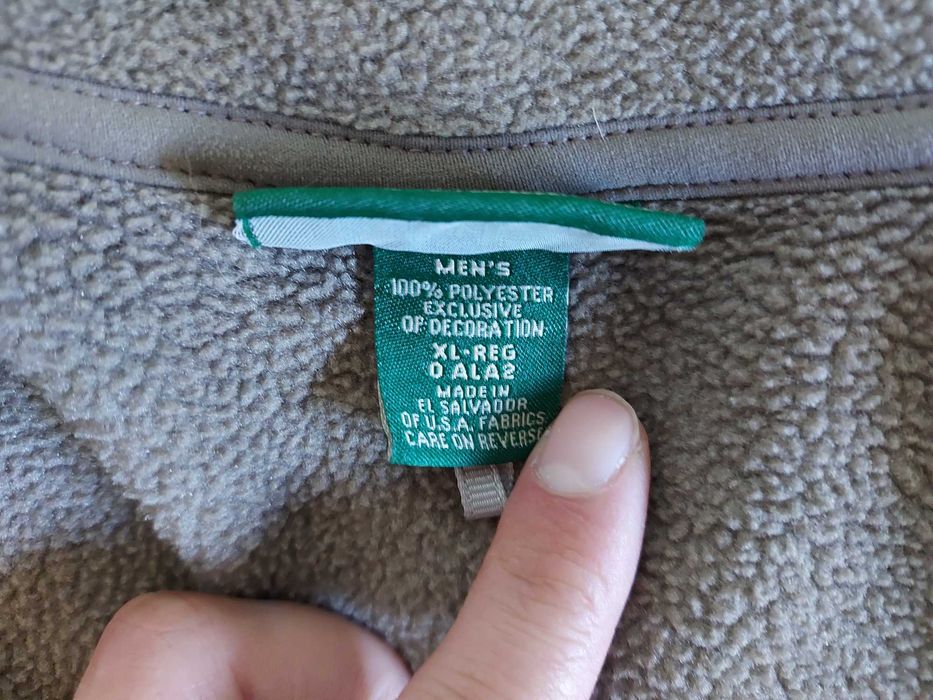 MEN'S
100% POLYESTER
EXCLUSIVE
OF DECORATION
XL-REG
0 ALA2
MADE IN
EL SALVADOR
OF U.S.A. FABRICS
CARE ON REVERSE